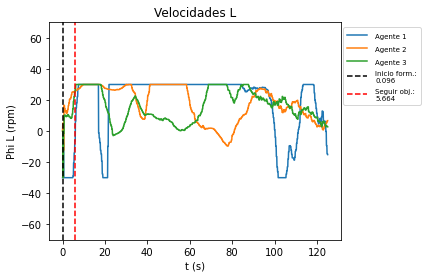 Velocidades L
Phi L (rpm)
60
40
20
0
−20
−40
−60
0
20
40
60
80
100
120
t (s)
Agente 1
Agente 2
Agente 3
Inicio form.:
0.096
Seguir obj.:
5.664